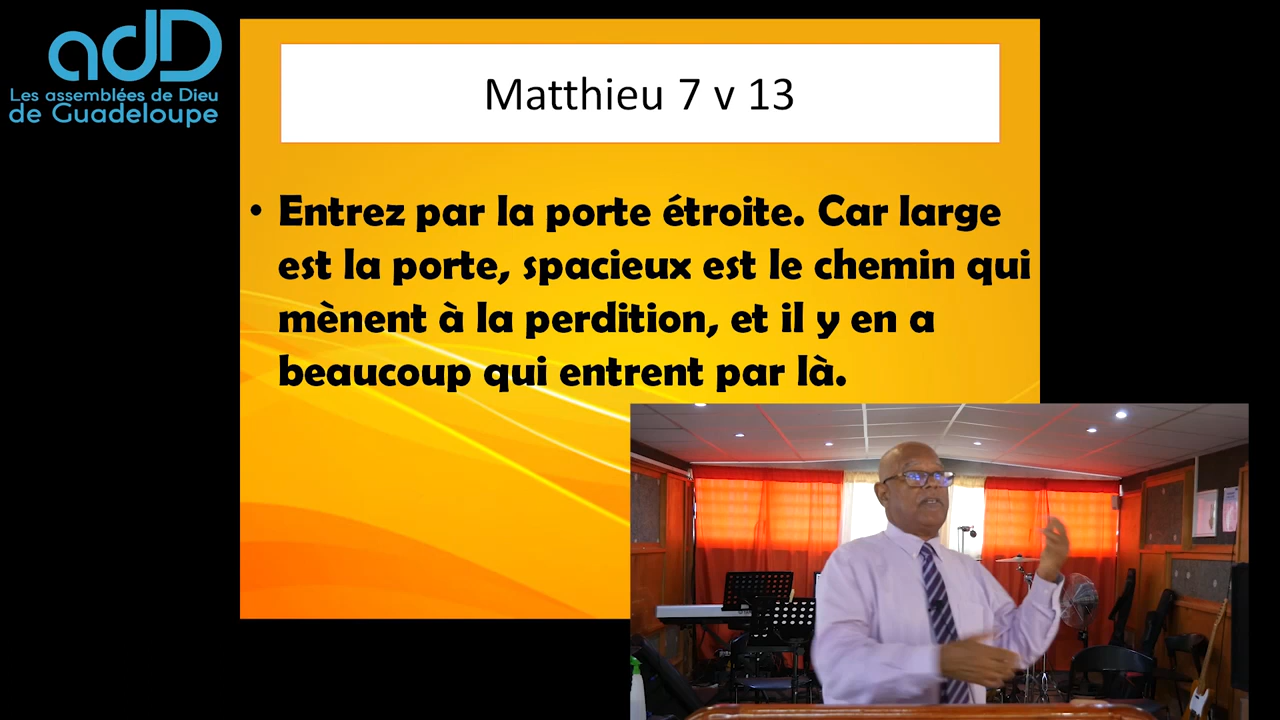 adD
Les assemblées de Dieu
de Guadeloupe
Matthieu 7 v 13
• Entrez par la porte étroite. Car large
est la porte, spacieux est le chemin qui
mènent à la perdition, et il y en a
beaucoup qui entrent par là.